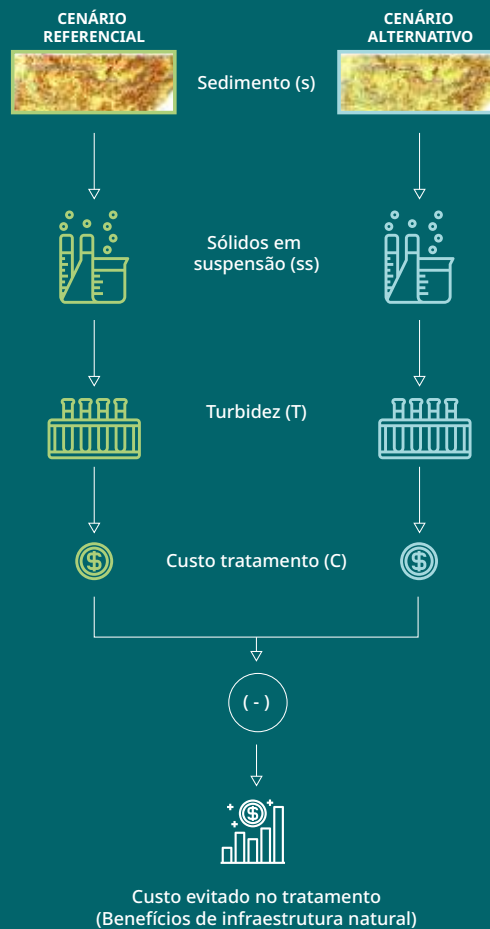 CENÁRIO
REFERENCIAL
CENÁRIO
ALTERNATIVO
Sedimento (s)
Sólidos em
suspensão (ss)
Turbidez (T)
$
Custo tratamento (C)
$
( - )
$
Custo evitado no tratamento
(Benefícios de infraestrutura natural)